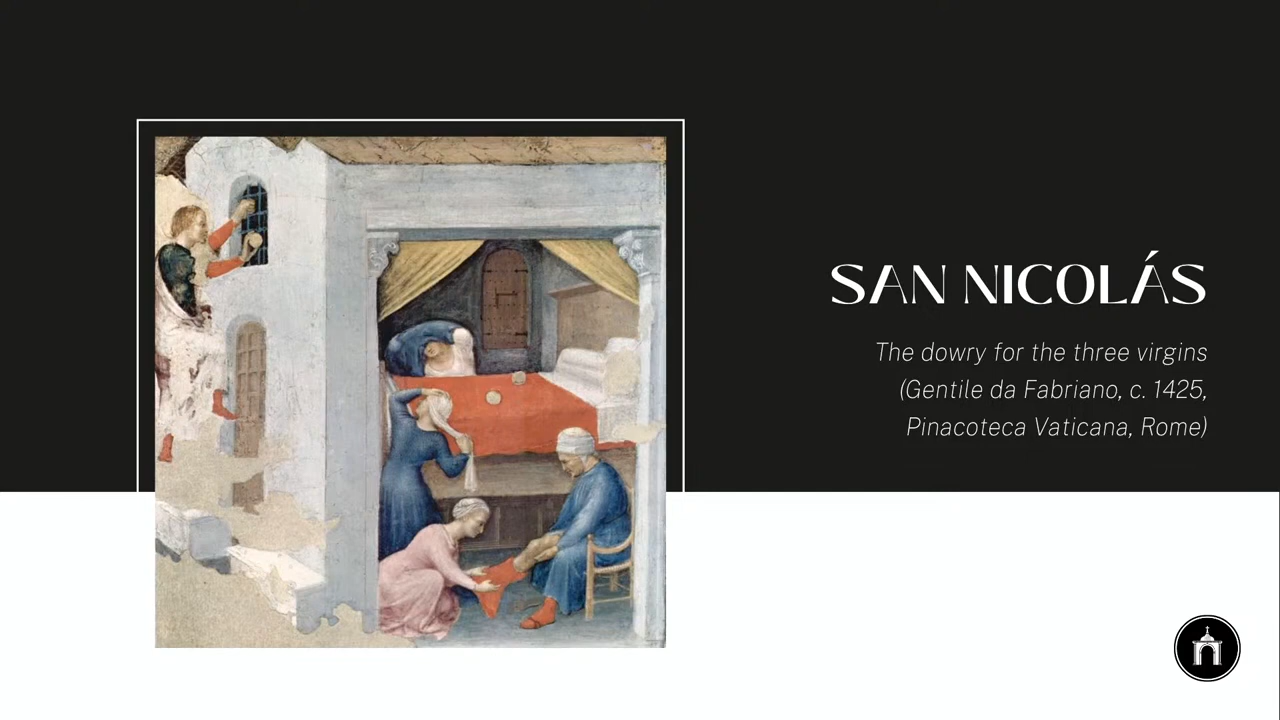 SAN NICOLÁS
The dowry for the three virgins
(Gentile da Fabriano, c. 1425,
Pinacoteca Vaticana, Rome)